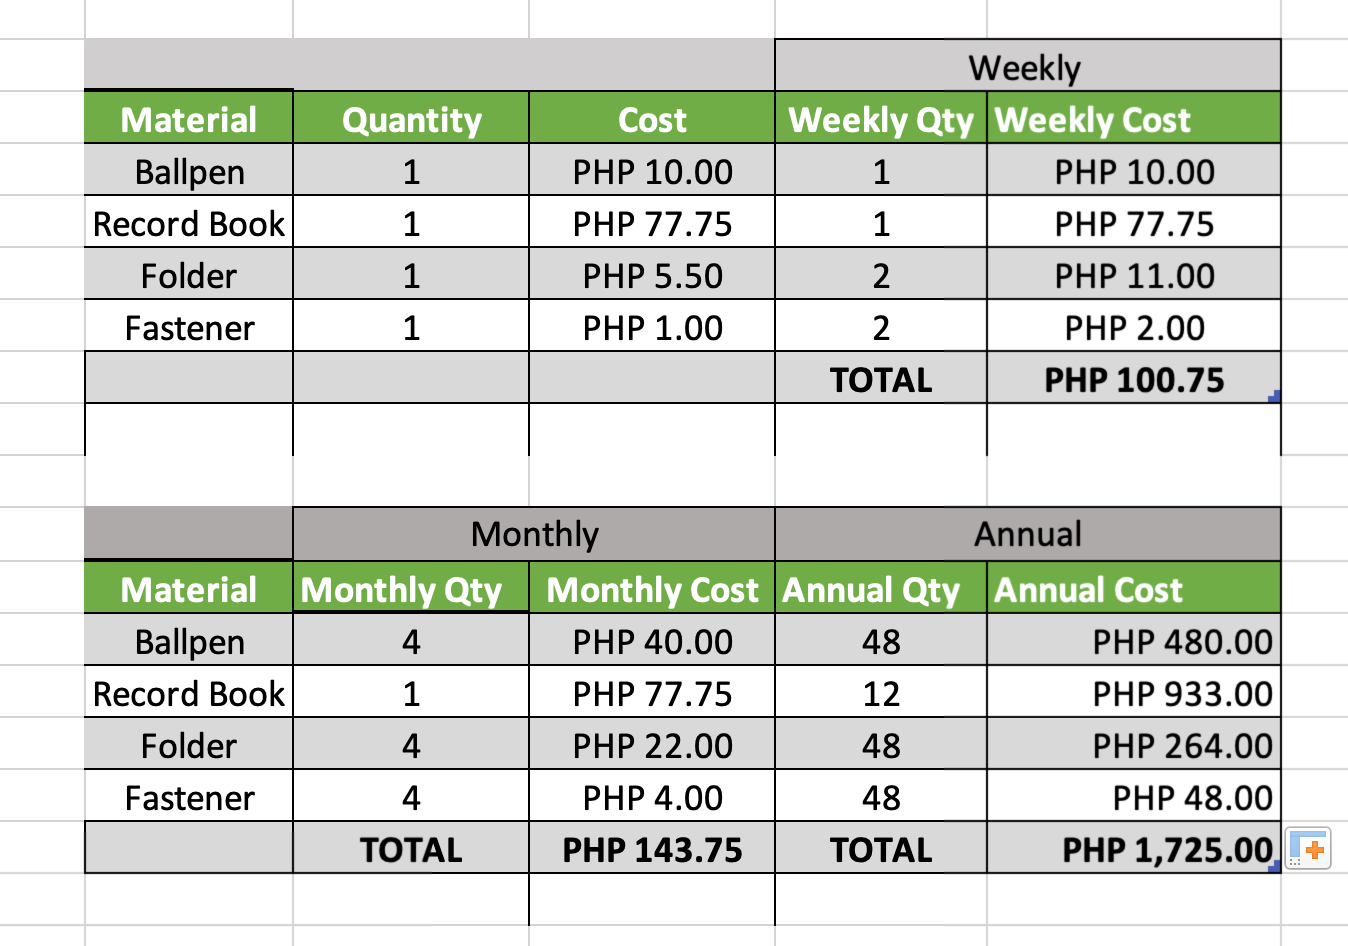 Weekly
Material Quantity Cost Weekly Qty Weekly Cost
Ballpen 1 PHP 10.00 1 PHP 10.00
Record Book 1 PHP 77.75 1 PHP 77.75
Folder 1 PHP 5.50 2 PHP 11.00
Fastener 1 PHP 1.00 2 PHP 2.00
TOTAL PHP 100.75
Monthly Annual
Material Monthly Qty Monthly Cost Annual Qty Annual Cost
Ballpen 4 PHP 40.00 48 PHP 480.00
Record Book 1 PHP 77.75 12 PHP 933.00
Folder 4 PHP 22.00 48 PHP 264.00
Fastener 4 PHP 4.00 48 PHP 48.00
TOTAL PHP 143.75 TOTAL PHP 1,725.00